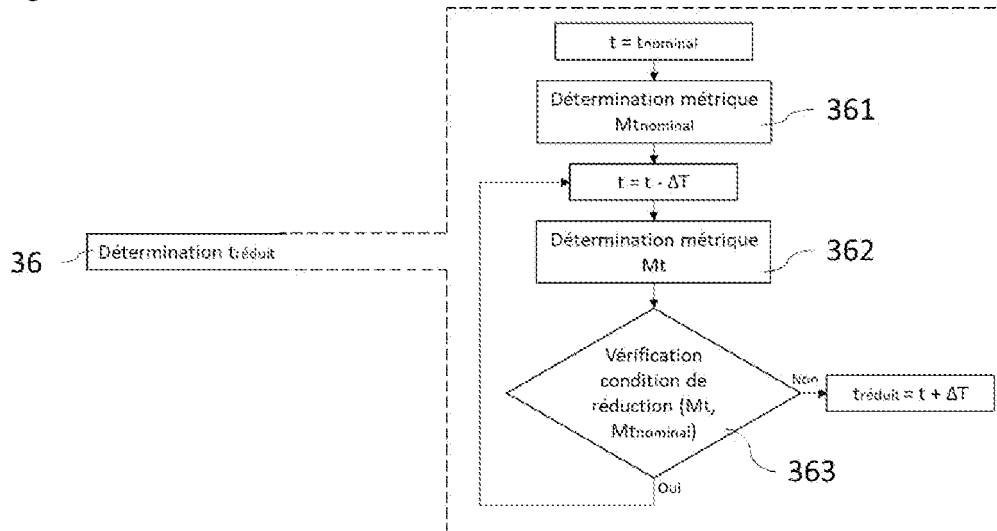 t = tnominal
Détermination métrique
Mtnominal
361
t = t - ΔT
Détermination métrique
Mt
362
36
Détermination tréduit
Vérification
condition de
réduction (Mt,
Mtnominal)
363
Non
tréduit = t + ΔT
Oui